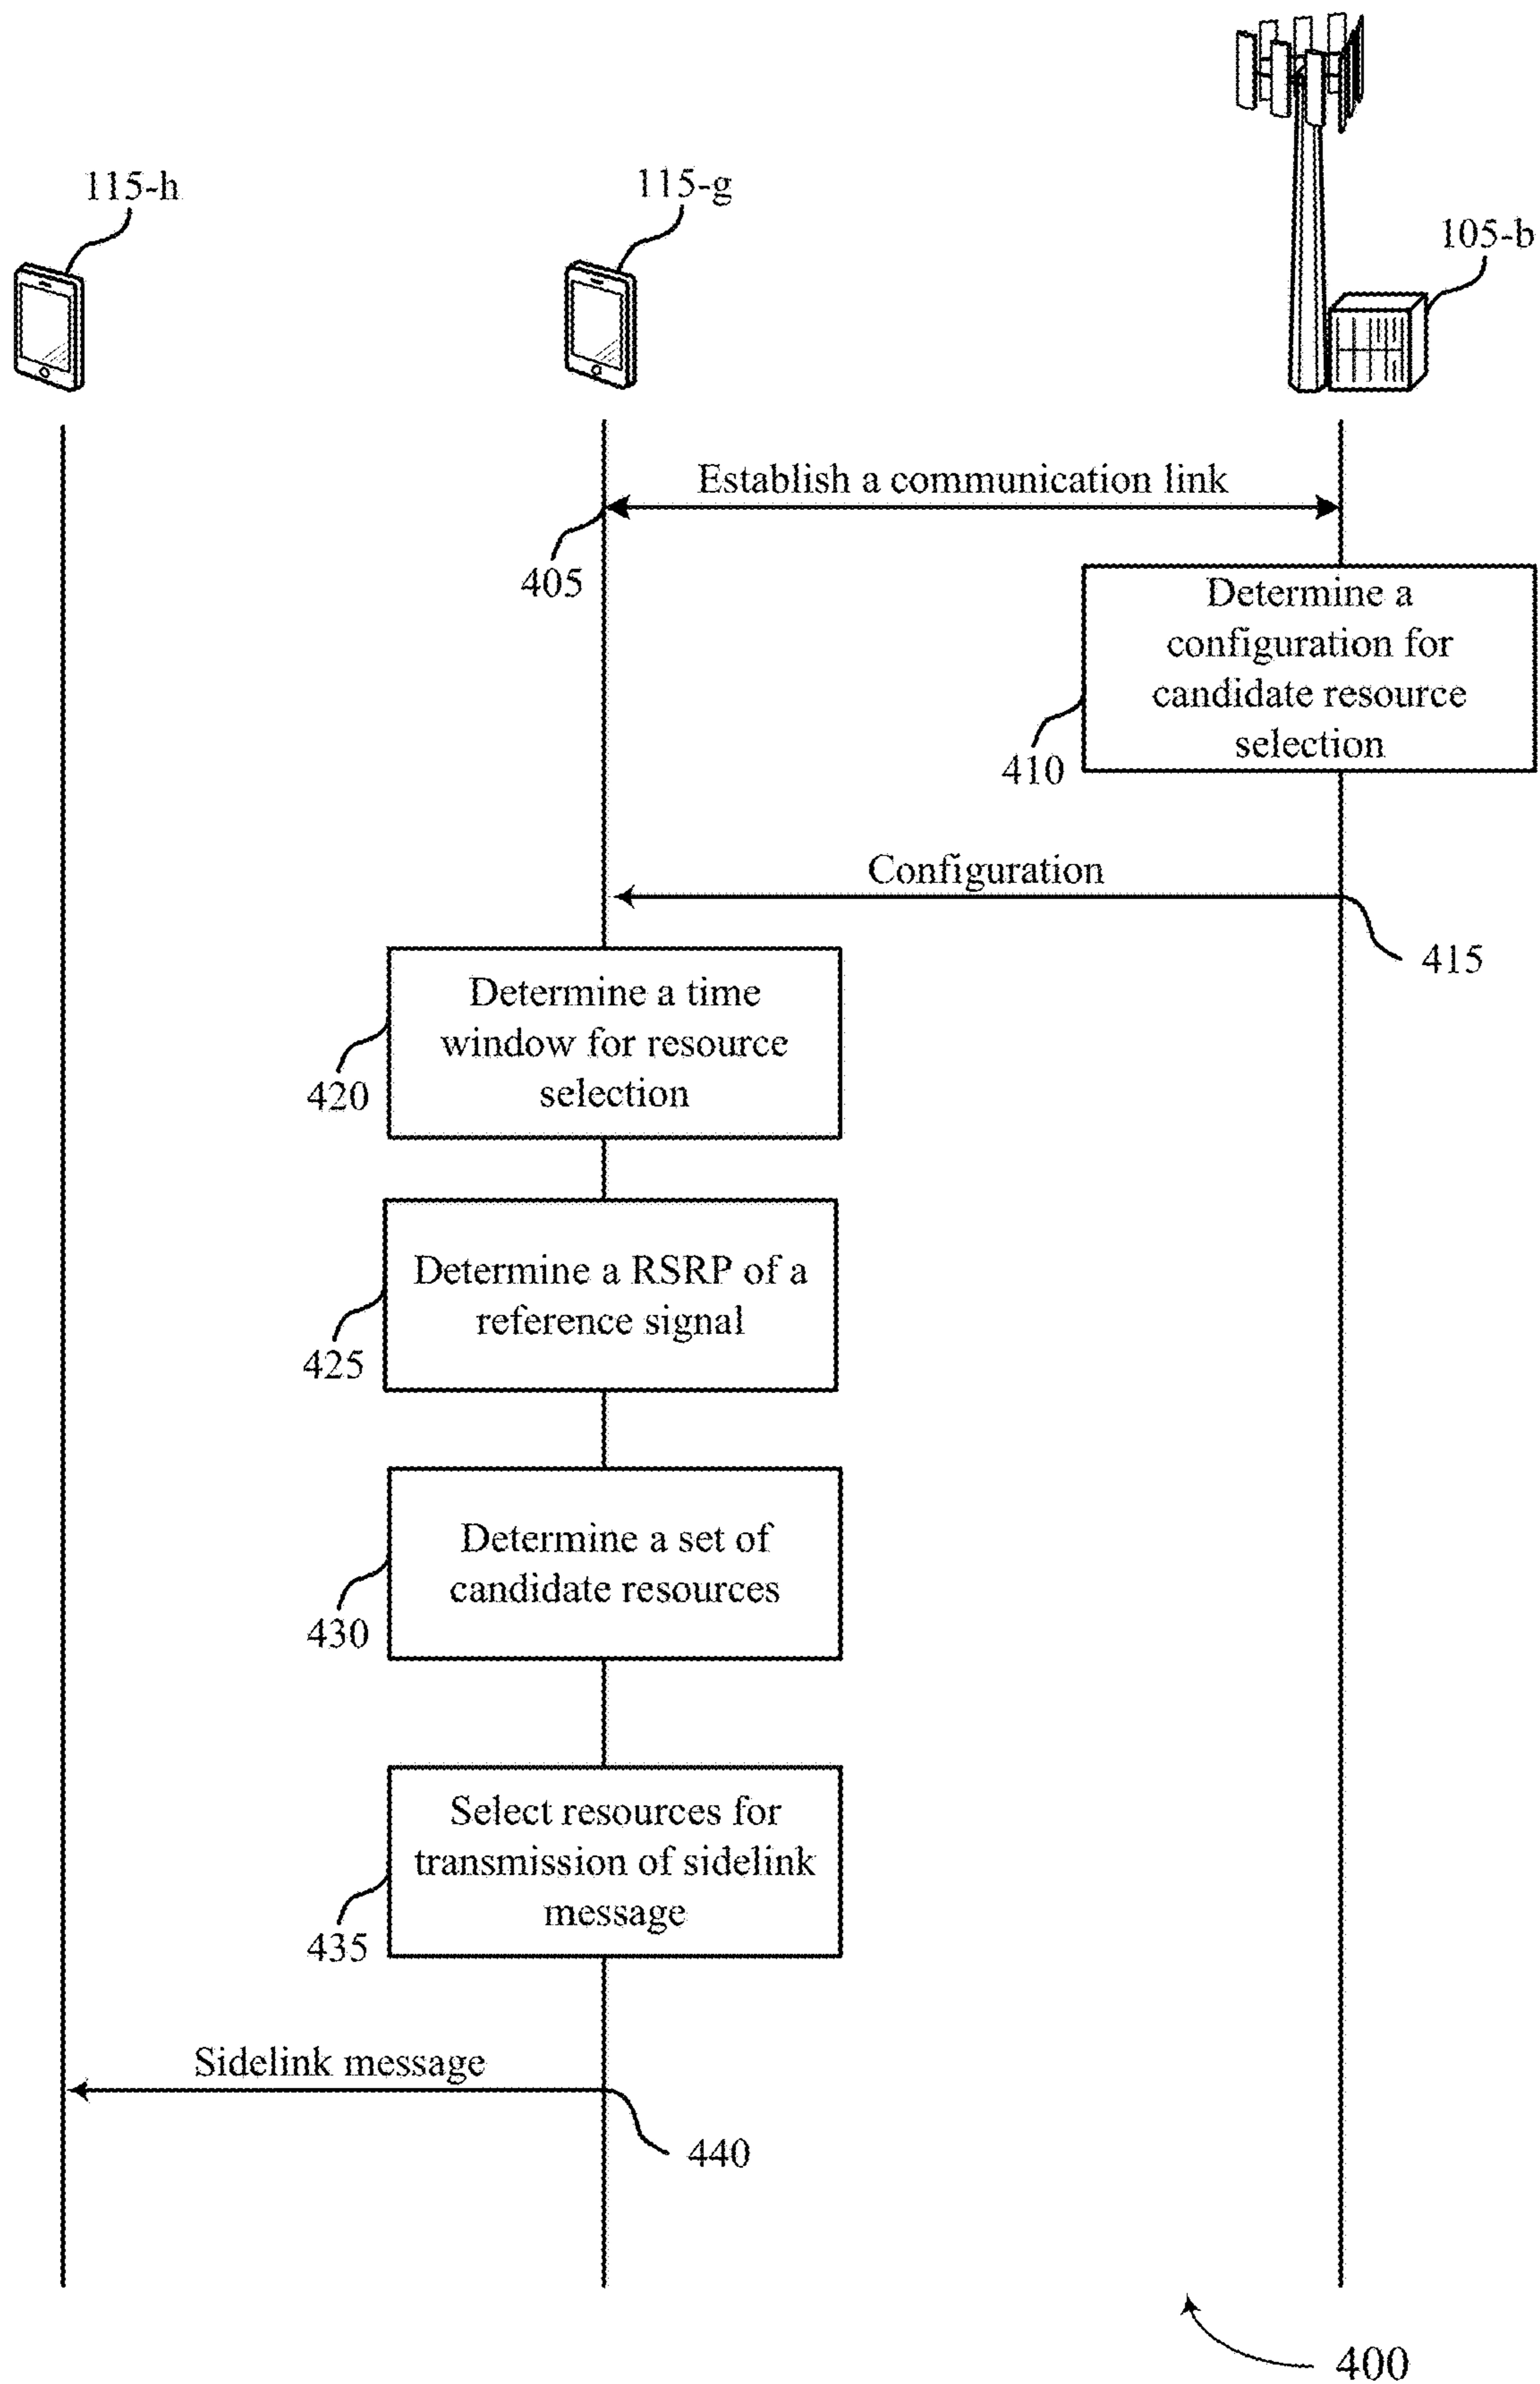 115-h
115-g
105-b
Establish a communication link
405
Determine a
configuration for
candidate resource
selection
410
Configuration
415
Determine a time
window for resource
selection
420
Determine a RSRP of a
reference signal
425
Determine a set of
candidate resources
430
Select resources for
transmission of sidelink
message
435
Sidelink message
440
400